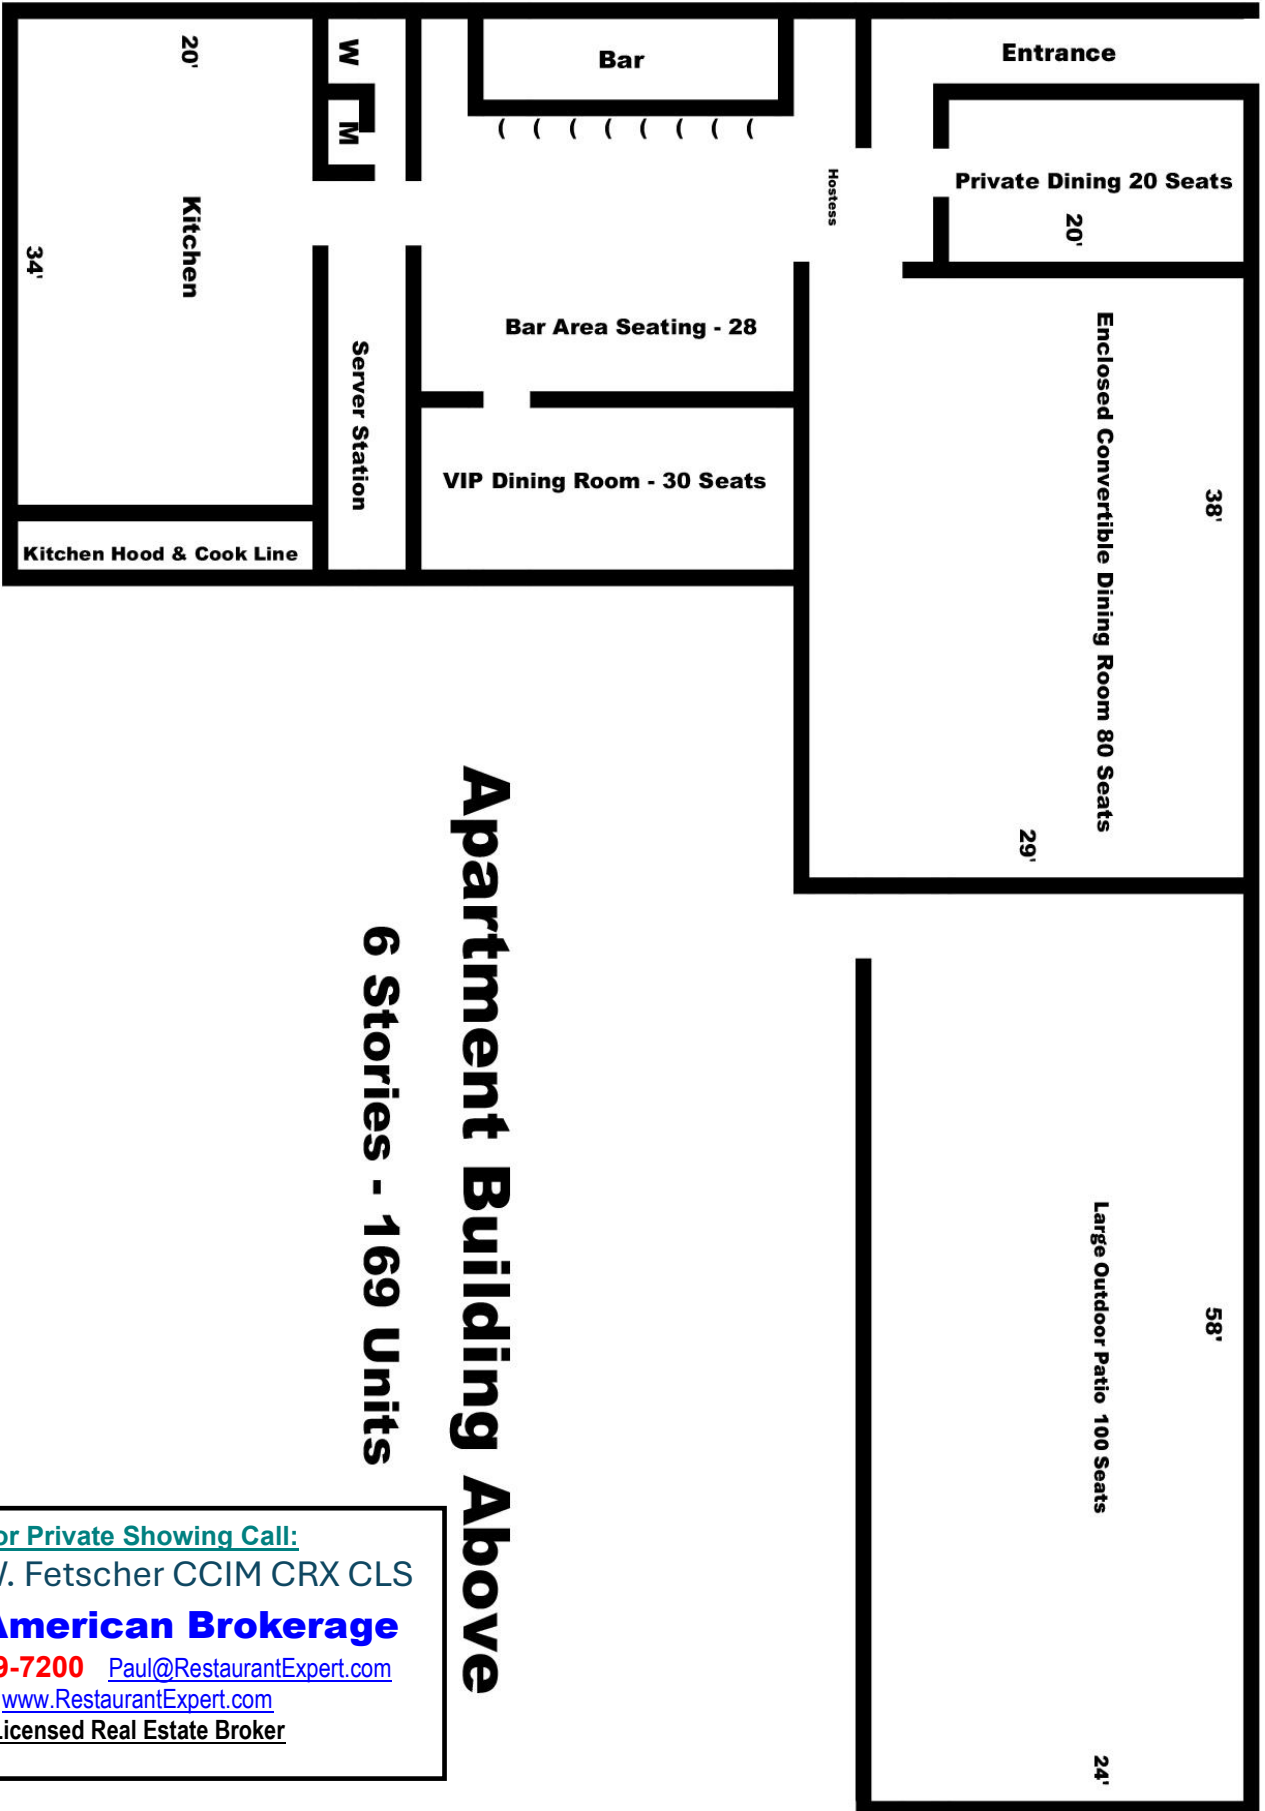 Entrance
Bar
W
M
20'
Private Dining 20 Seats
Hostess
20'
Kitchen
34'
Bar Area Seating - 28
Server Station
Enclosed Convertible Dining Room 80 Seats
38'
VIP Dining Room - 30 Seats
Kitchen Hood & Cook Line
29'
Apartment Building Above
6 Stories - 169 Units
Large Outdoor Patio 100 Seats
58'
24'
or Private Showing Call:
. Fetscher CCIM CRX CLS
American Brokerage
9-7200 Paul@RestaurantExpert.com
www.RestaurantExpert.com
Licensed Real Estate Broker